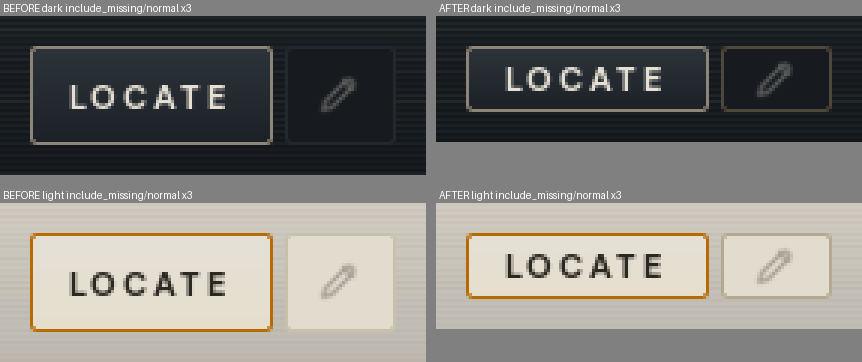 BEFORE dark include_missing/normal x3
AFTER dark include_missing/normal x3
LOCATE
LOCATE
BEFORE light include_missing/normal x3
AFTER light include_missing/normal x3
LOCATE
LOCATE